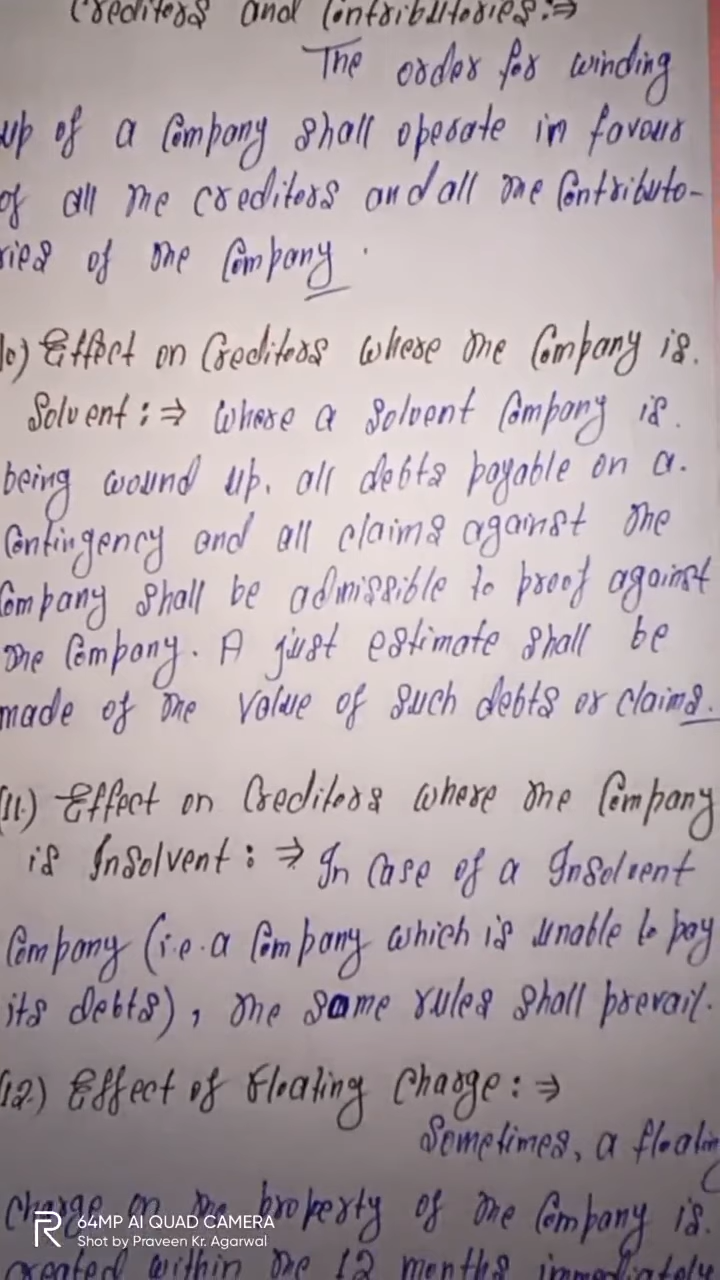 Creditors and Contributories:⇒
The order for winding
up of a Company shall operate in favour
of all the creditors and all the Contributo-
ries of the Company.
10) Effect on Creditors where the Company is.
Solvent:⇒ where a solvent Company is.
being wound up. all debts payable on a.
Contingency and all claims against the
Company shall be admissible to proof against
the Company. A just estimate shall be
made of the value of such debts or claims.
(11.) Effect on Creditors where the Company
is Insolvent:⇒ In Case of a Insolvent
Company (i.e. a Company which is unable to pay
its debts), the same rules shall prevail.
(12.) Effect of Floating Charge:⇒
Sometimes, a floating
Charge on the property of the Company is.
created within the 12 months immediately
64MP AI QUAD CAMERA
Shot by Praveen Kr. Agarwal